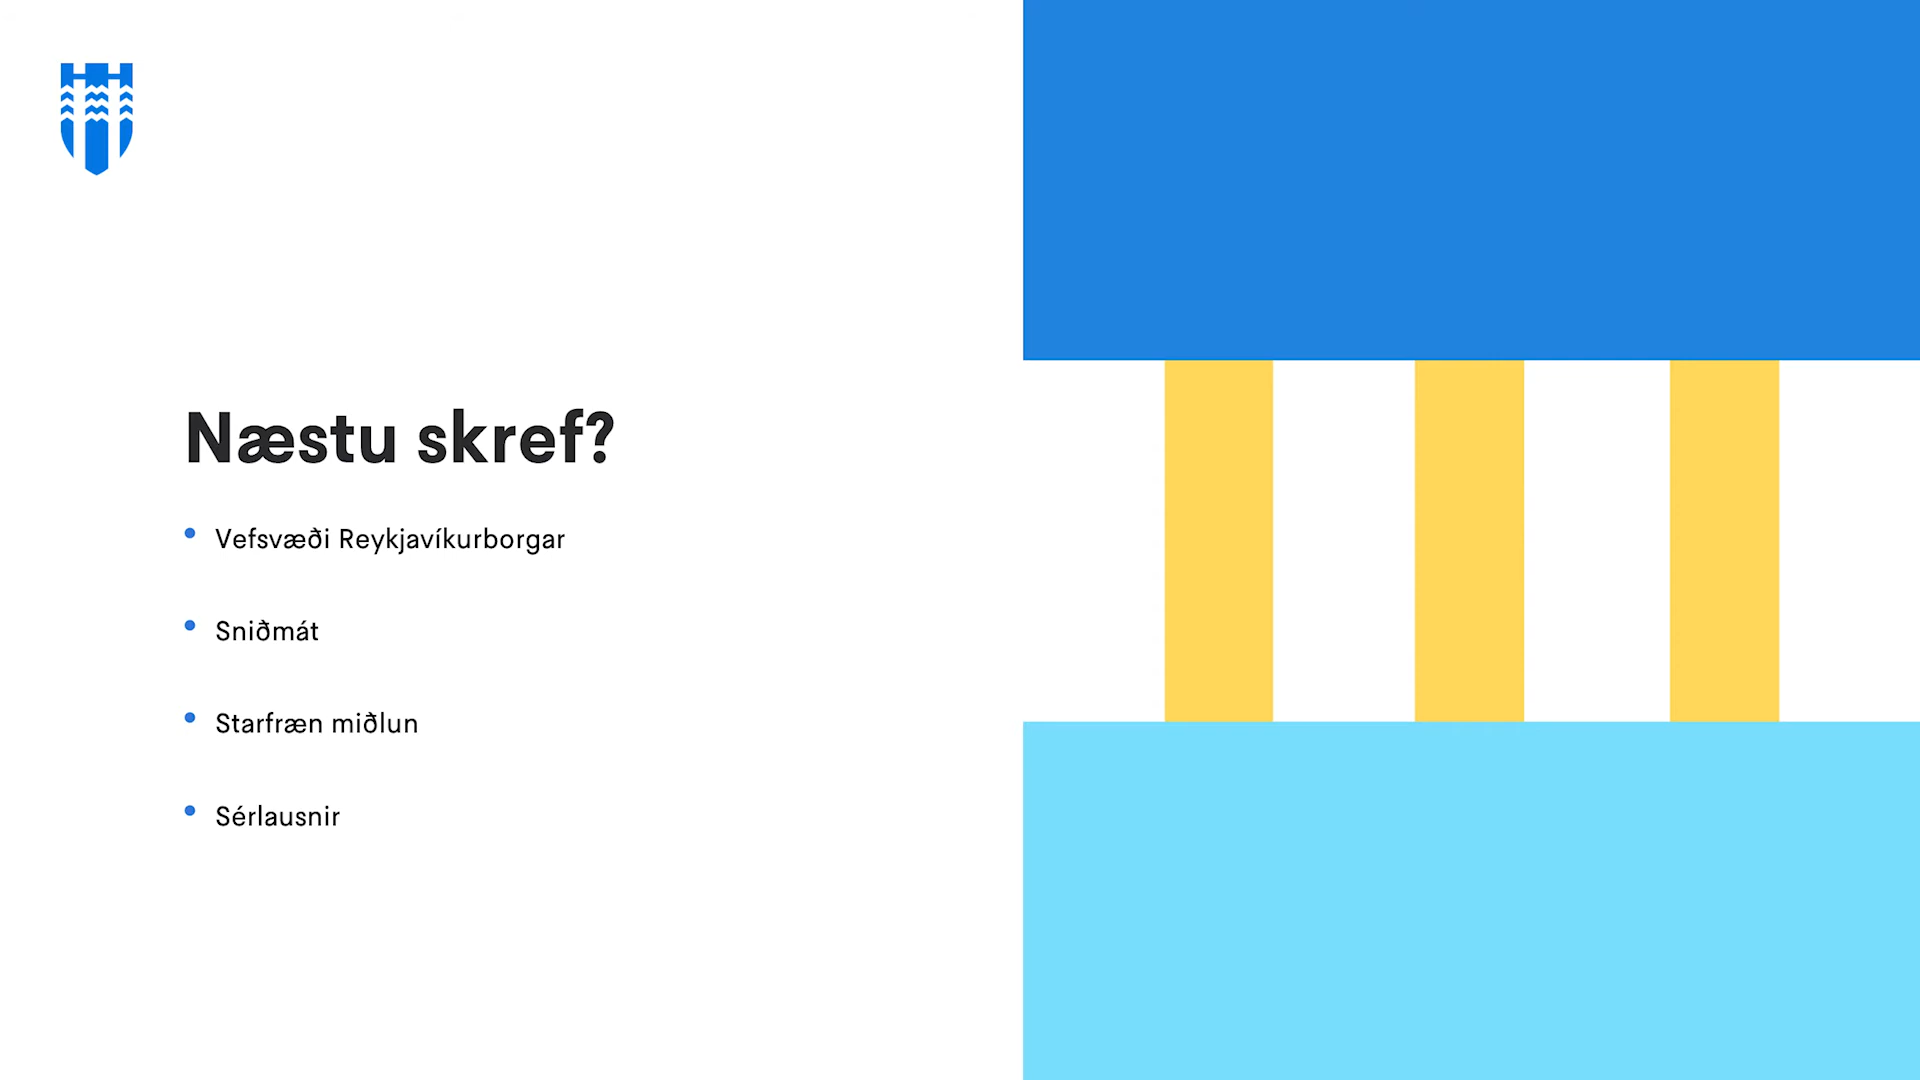 Næstu skref?
Vefsvæði Reykjavíkurborgar
Sniðmát
Starfræn miðlun
Sérlausnir